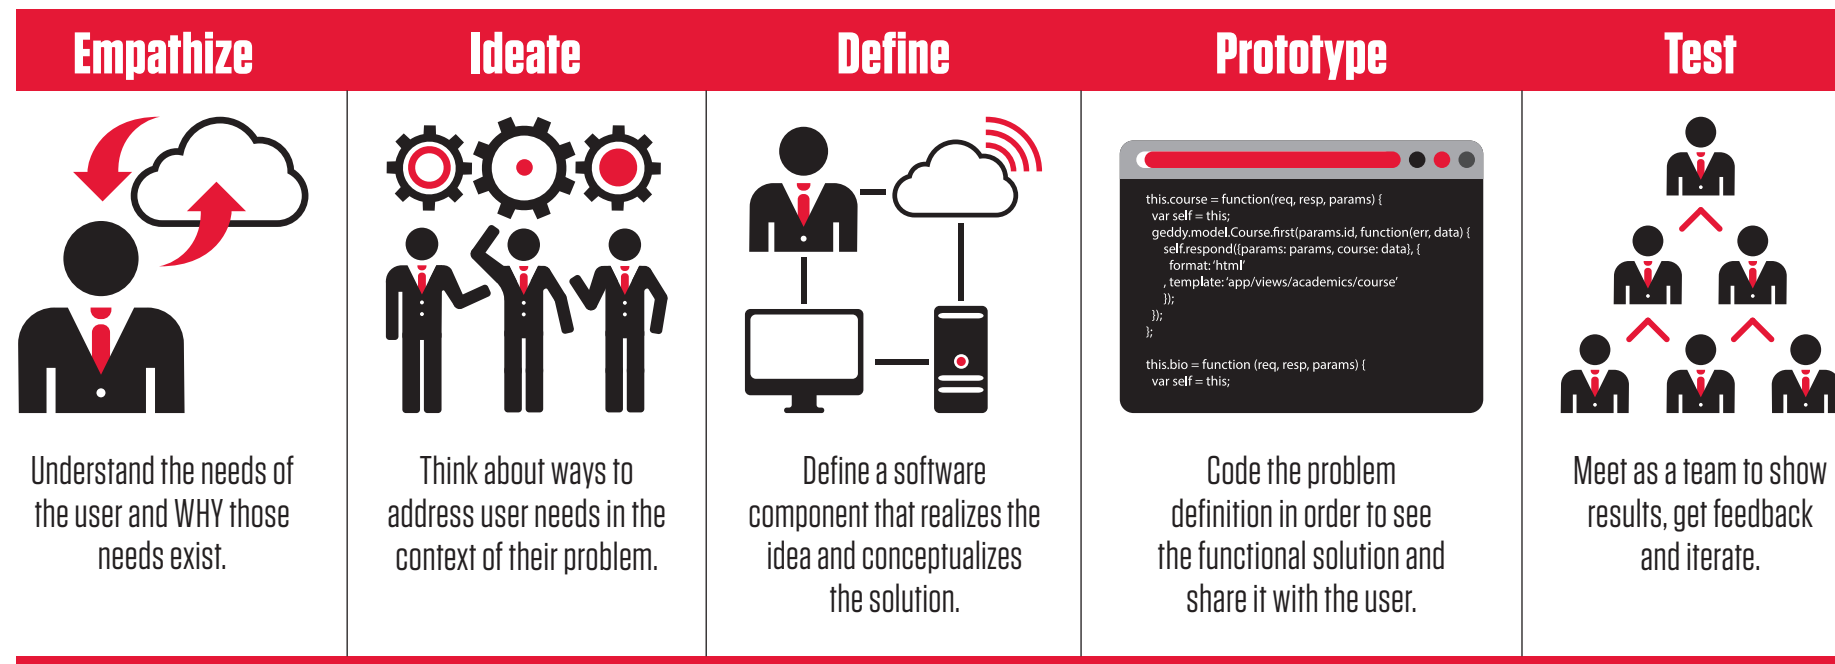 Empathize
Understand the needs of
the user and WHY those
needs exist.
Ideate
Think about ways to
address user needs in the
context of their problem.
Define
Define a software
component that realizes the
idea and conceptualizes
the solution.
Prototype
this.course = function(req, resp, params) {
var self = this;
geddy.model.Course.first(params.id, function(err, data) {
self.respond({params: params, course: data}, {
format: 'html'
, template: 'app/views/academics/course'
});
});
};
this.bio = function (req, resp, params) {
var self = this;
Code the problem
definition in order to see
the functional solution and
share it with the user.
Test
Meet as a team to show
results, get feedback
and iterate.